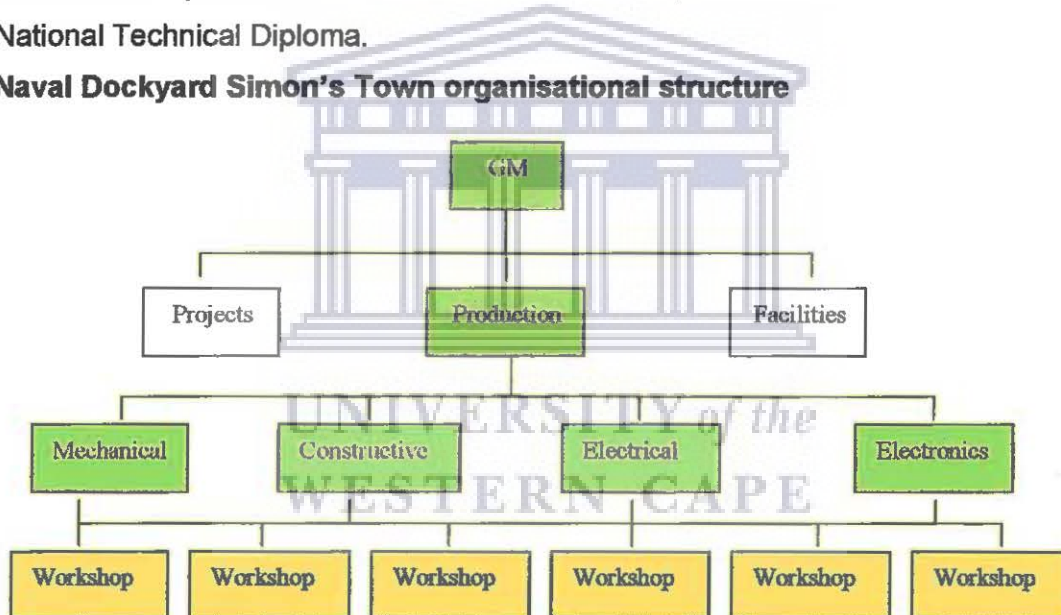 National Technical Diploma.
Naval Dockyard Simon's Town organisational structure
GM
Projects Production Facilities
UNIVERSITY of the
Mechanical Constructive Electrical Electronics
WESTERN CAPE
Workshop Workshop Workshop Workshop Workshop Workshop